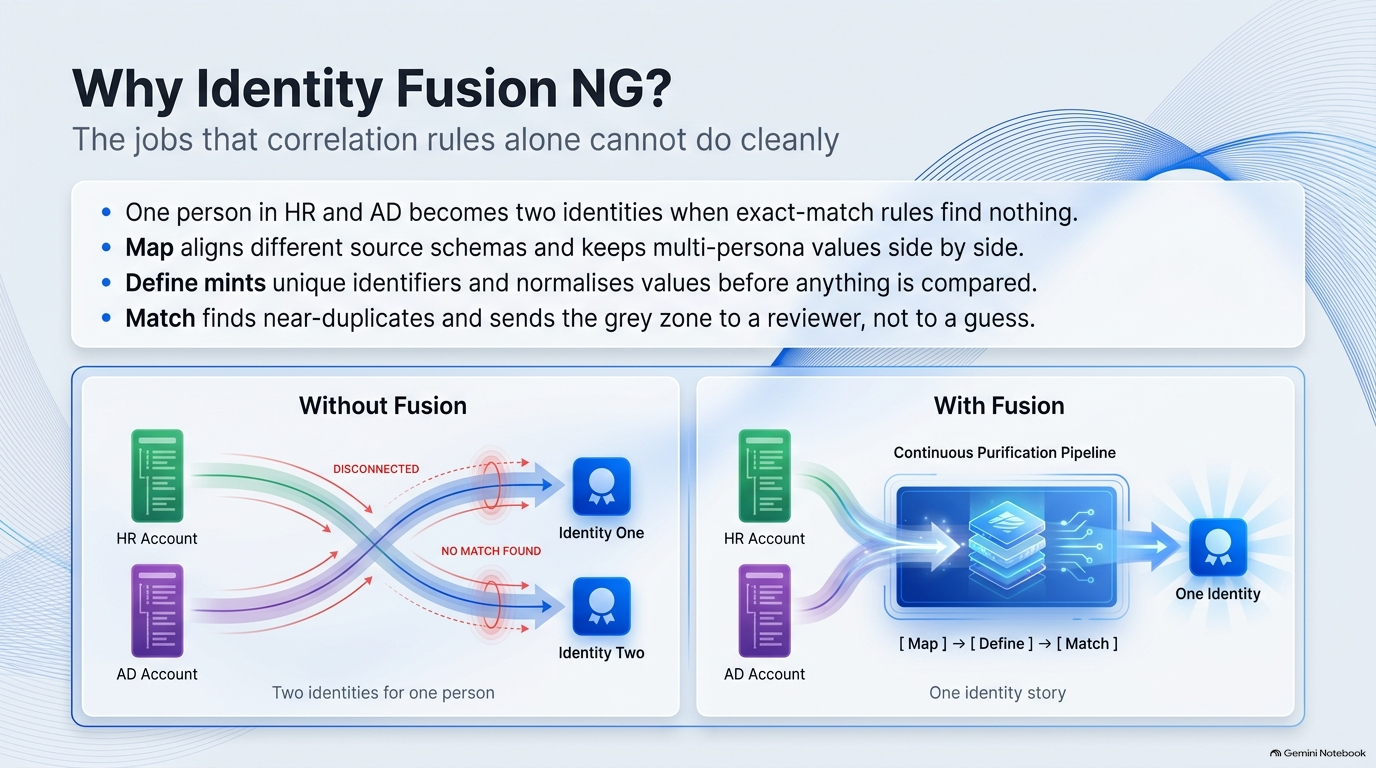 Why Identity Fusion NG?
The jobs that correlation rules alone cannot do cleanly
• One person in HR and AD becomes two identities when exact-match rules find nothing.
• Map aligns different source schemas and keeps multi-persona values side by side.
• Define mints unique identifiers and normalises values before anything is compared.
• Match finds near-duplicates and sends the grey zone to a reviewer, not to a guess.
Without Fusion
HR Account
DISCONNECTED
Identity One
NO MATCH FOUND
AD Account
Identity Two
Two identities for one person
With Fusion
Continuous Purification Pipeline
HR Account
One Identity
[ Map ] → [ Define ] → [ Match ]
AD Account
One identity story
Gemini Notebook